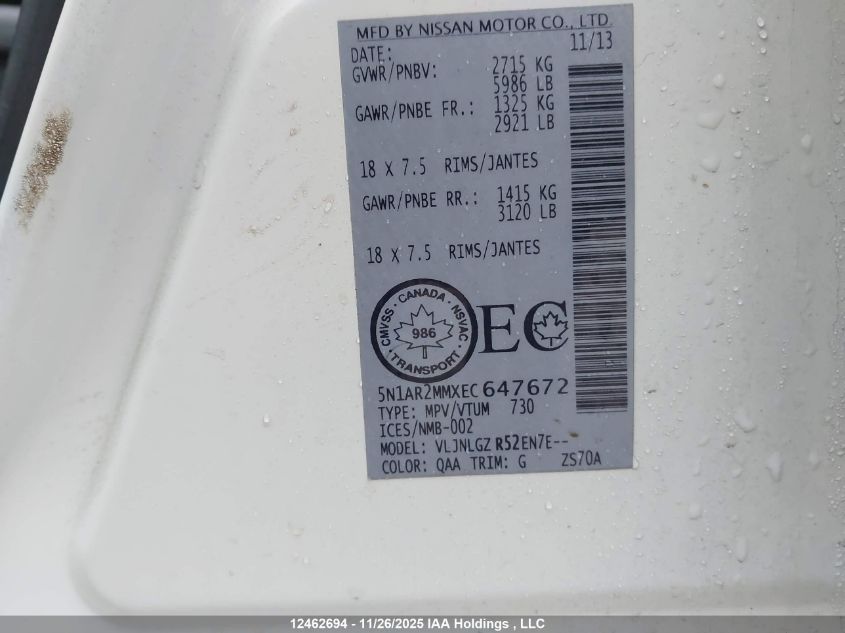 MFD BY NISSAN MOTOR CO., LTD.
DATE: 11/13
GVWR/PNBV: 2715 KG
5986 LB
GAWR/PNBE FR.: 1325 KG
2921 LB
18 X 7.5 RIMS/JANTES
GAWR/PNBE RR.: 1415 KG
3120 LB
18 X 7.5 RIMS/JANTES
CMVSS · CANADA · NSVAC · TRANSPORT ·
986
EC
5N1AR2MMXEC647672
TYPE: MPV/VTUM 730
ICES/NMB-002
MODEL: VLJNLGZ R52EN7E--
COLOR: QAA TRIM: G ZS70A
12462694 - 11/26/2025 IAA Holdings , LLC